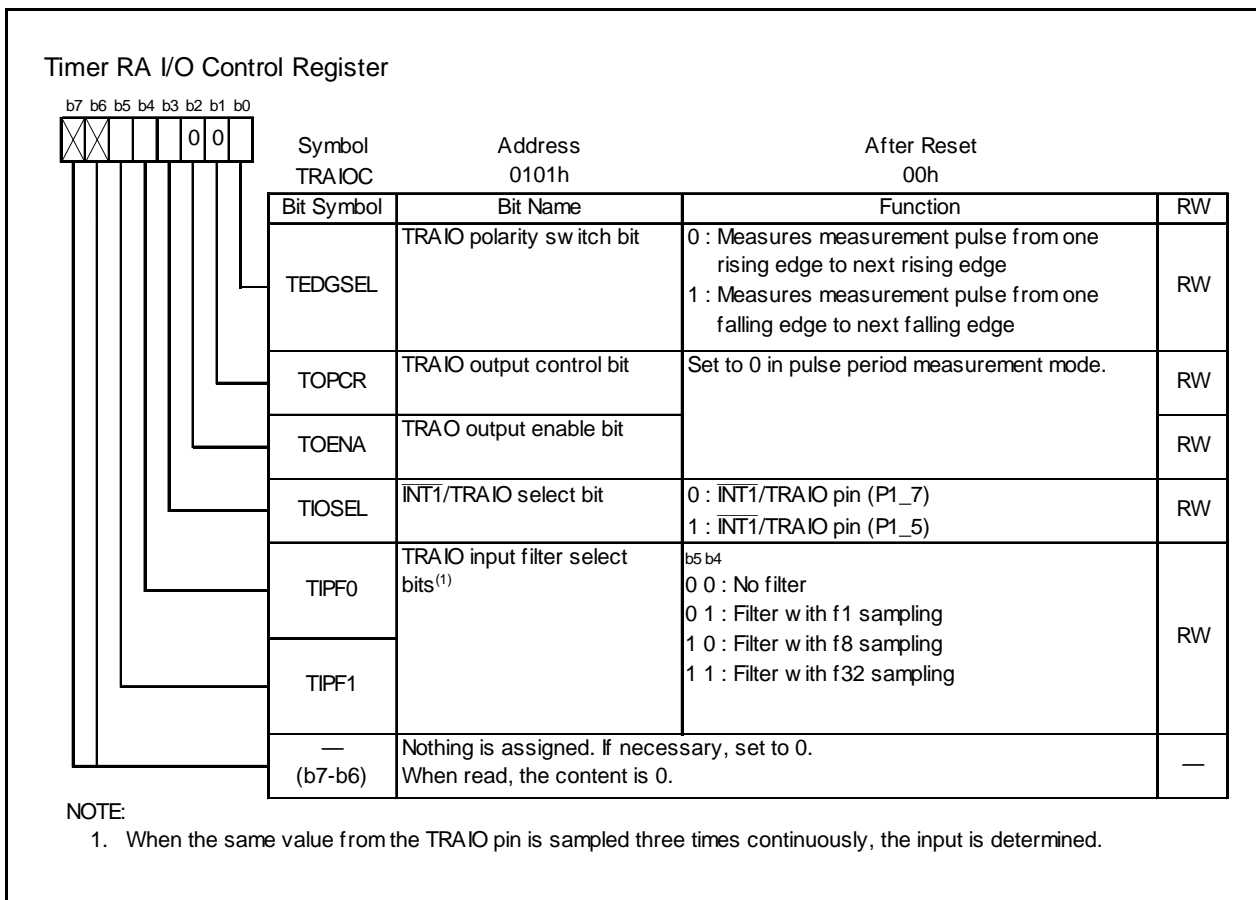 Timer RA I/O Control Register
b7 b6 b5 b4 b3 b2 b1 b0
0 0
Symbol Address After Reset
TRAIOC 0101h 00h
Bit Symbol Bit Name Function RW
TEDGSEL
TRAIO polarity switch bit
0 : Measures measurement pulse from one
rising edge to next rising edge
1 : Measures measurement pulse from one
falling edge to next falling edge
RW
TOPCR
TRAIO output control bit
Set to 0 in pulse period measurement mode.
RW
TOENA
TRAO output enable bit
RW
TIOSEL
INT1/TRAIO select bit
0 : INT1/TRAIO pin (P1_7)
1 : INT1/TRAIO pin (P1_5)
RW
TIPF0
TRAIO input filter select
bits(1)
b5 b4
0 0 : No filter
0 1 : Filter with f1 sampling
1 0 : Filter with f8 sampling
1 1 : Filter with f32 sampling
RW
TIPF1
—
(b7-b6)
Nothing is assigned. If necessary, set to 0.
When read, the content is 0.
—
NOTE:
1. When the same value from the TRAIO pin is sampled three times continuously, the input is determined.